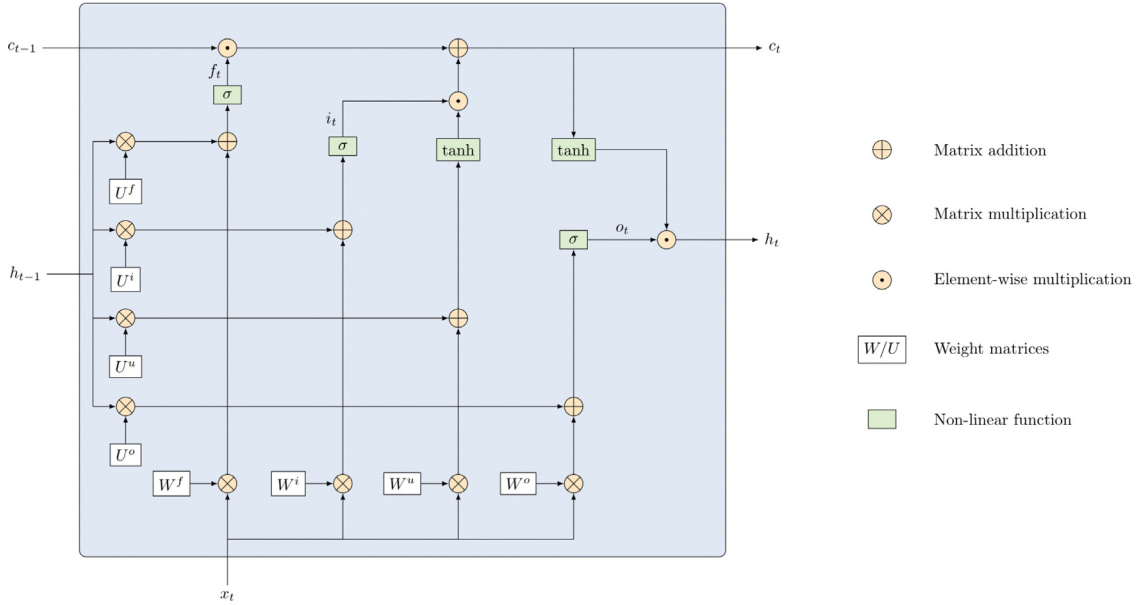 c_{t−1}
c_t
f_t
σ
i_t
σ
tanh
tanh
U^f
o_t
σ
h_t
h_{t−1}
U^i
U^u
U^o
W^f
W^i
W^u
W^o
x_t
Matrix addition
Matrix multiplication
Element-wise multiplication
W/U
Weight matrices
Non-linear function